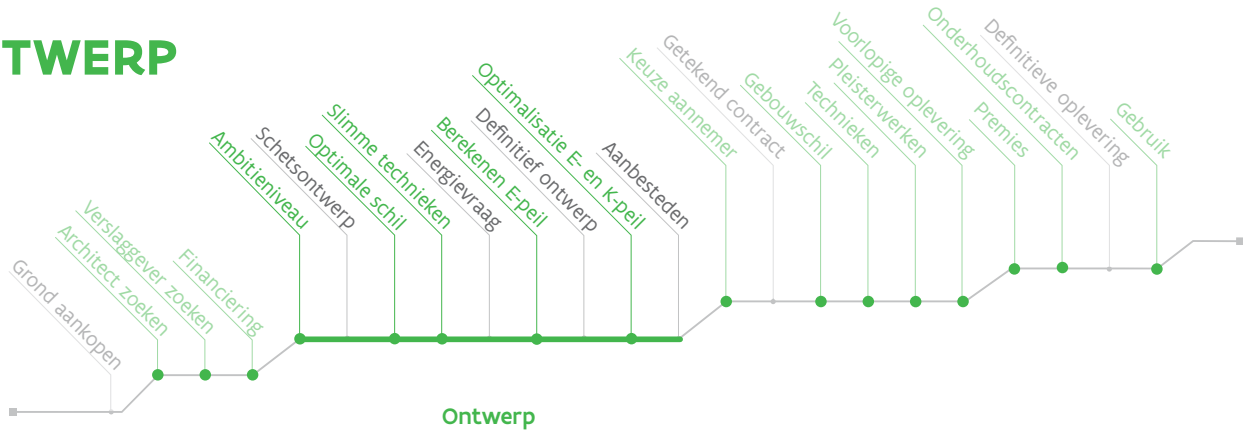 TWERP
Grond aankopen
Architect zoeken
Verslaggever zoeken
Financiering
Ambitieniveau
Schetsontwerp
Optimale schil
Slimme technieken
Energievraag
Berekenen E-peil
Definitief ontwerp
Optimalisatie E- en K-peil
Aanbesteden
Keuze aannemer
Getekend contract
Gebouwschil
Technieken
Pleisterwerken
Voorlopige oplevering
Premies
Onderhoudscontracten
Definitieve oplevering
Gebruik
Ontwerp